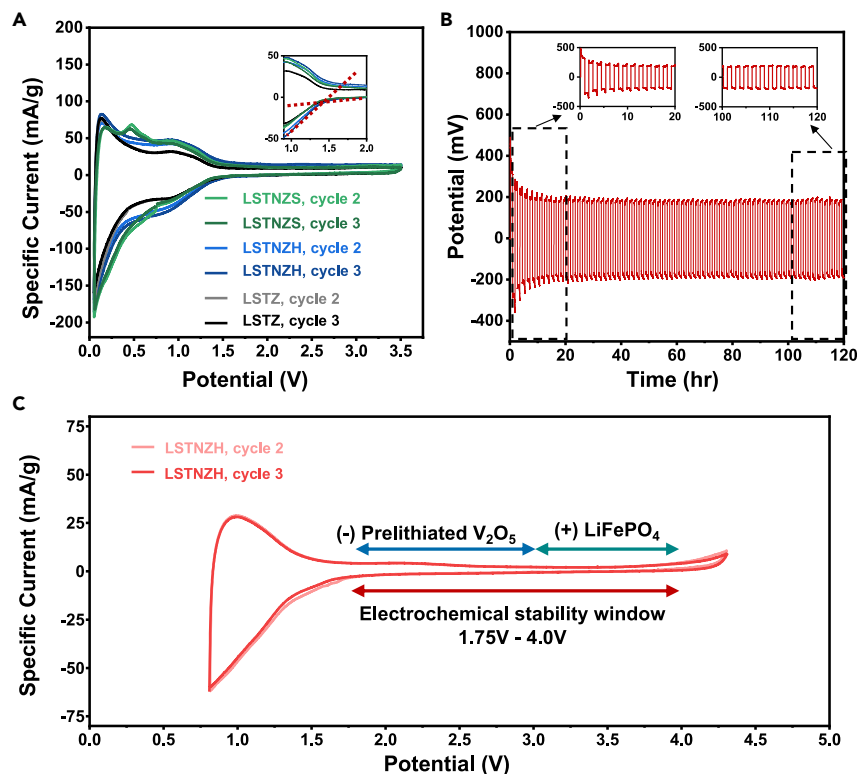 A
200
150
100
50
0
50
100
150
200
Specific Current (mA/g)
0.0 0.5 1.0 1.5 2.0 2.5 3.0 3.5
Potential (V)
50
0
-50
1.0 1.5 2.0
LSTNZS, cycle 2
LSTNZS, cycle 3
LSTNZH, cycle 2
LSTNZH, cycle 3
LSTZ, cycle 2
LSTZ, cycle 3
B
1000
800
600
400
200
0
-200
-400
Potential (mV)
0 20 40 60 80 100 120
Time (hr)
500
0
-500
0 10 20
500
0
-500
100 110 120
C
75
50
25
0
-25
-50
-75
Specific Current (mA/g)
LSTNZH, cycle 2
LSTNZH, cycle 3
(-) Prelithiated V₂O₅
(+) LiFePO₄
Electrochemical stability window
1.75V - 4.0V
0.0 0.5 1.0 1.5 2.0 2.5 3.0 3.5 4.0 4.5 5.0
Potential (V)